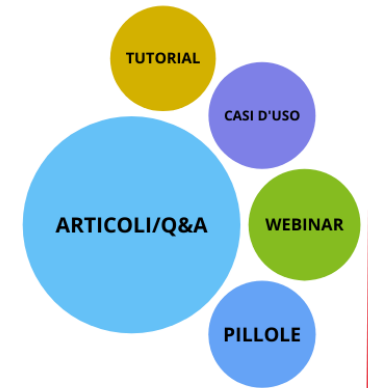 TUTORIAL
CASI D'USO
ARTICOLI/Q&A
WEBINAR
PILLOLE